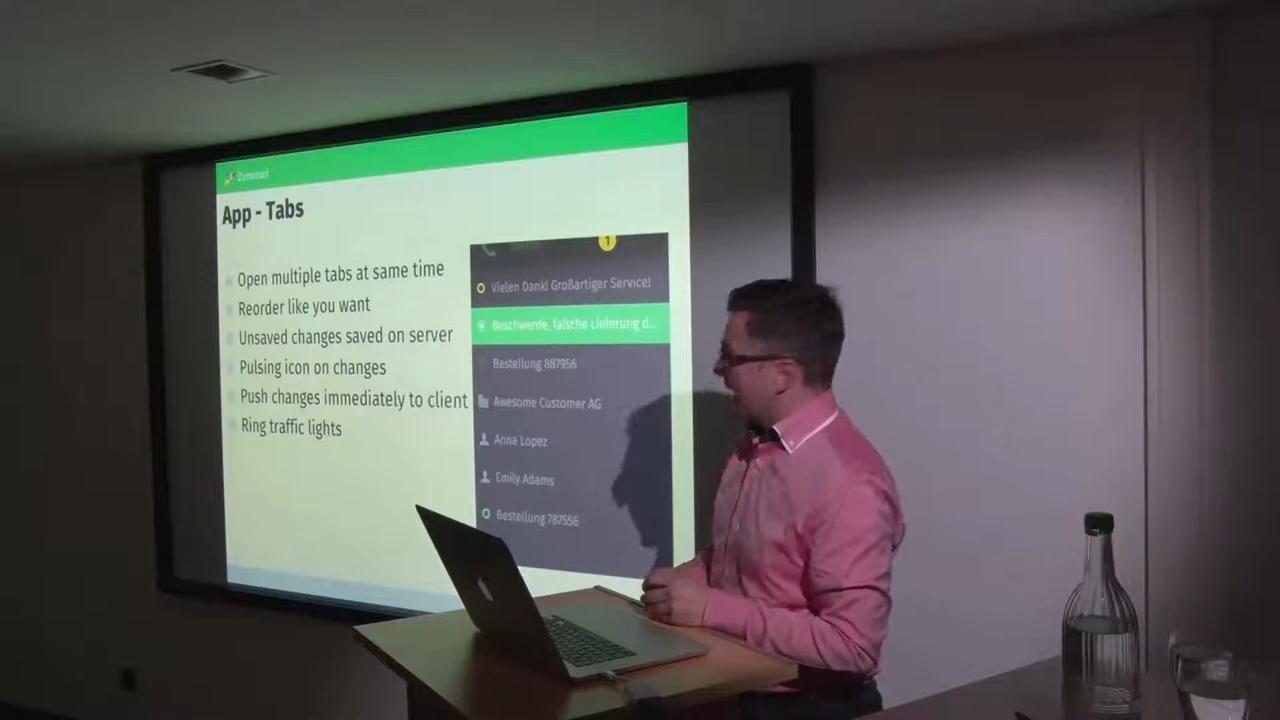 Zammad
App - Tabs
Open multiple tabs at same time
Reorder like you want
Unsaved changes saved on server
Pulsing icon on changes
Push changes immediately to client
Ring traffic lights
1
Vielen Dank! Großartiger Service!
Beschwerde, falsche Lieferung d...
Bestellung 887956
Awesome Customer AG
Anna Lopez
Emily Adams
Bestellung 787556